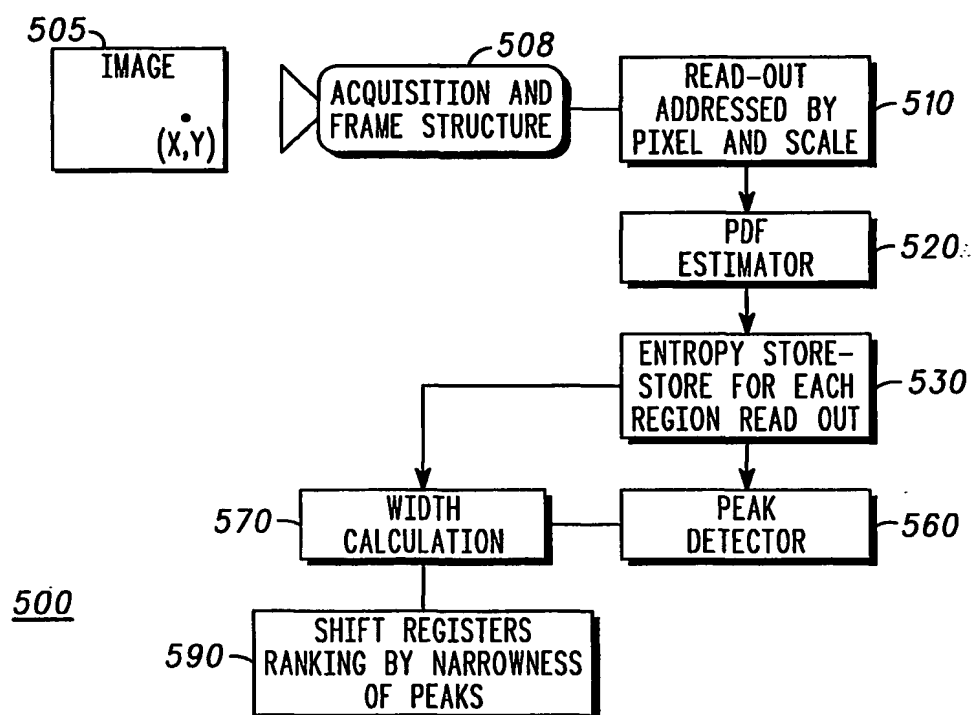 505
IMAGE
(X,Y)
508
ACQUISITION AND
FRAME STRUCTURE
READ-OUT
ADDRESSED BY
PIXEL AND SCALE
510
PDF
ESTIMATOR
520
ENTROPY STORE-
STORE FOR EACH
REGION READ OUT
530
570
WIDTH
CALCULATION
PEAK
DETECTOR
560
500
590
SHIFT REGISTERS
RANKING BY NARROWNESS
OF PEAKS